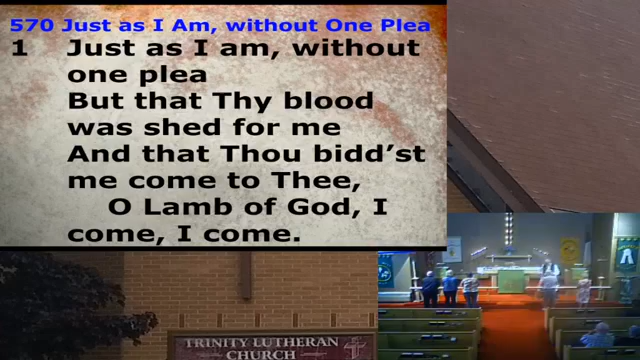 570 Just as I Am, without One Plea
1 Just as I am, without
one plea
But that Thy blood
was shed for me
And that Thou bidd’st
me come to Thee,
O Lamb of God, I
come, I come.
TRINITY LUTHERAN
CHURCH